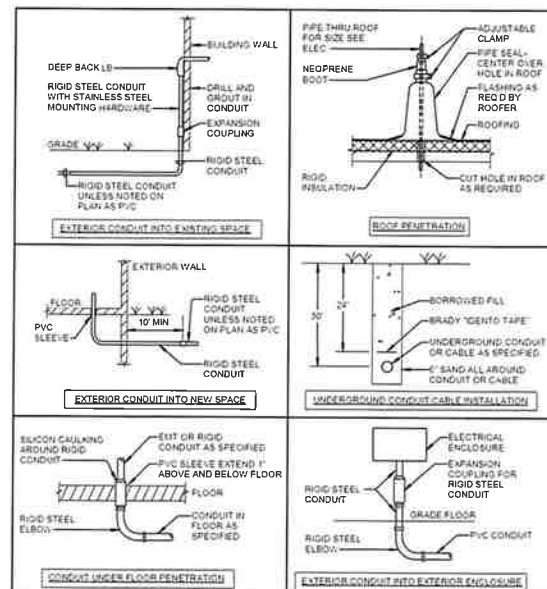 BUILDING WALL
DEEP BACK LB
RIGID STEEL CONDUIT
WITH STAINLESS STEEL
MOUNTING HARDWARE
DRILL AND
GROUT IN
CONDUIT
EXPANSION
COUPLING
GRADE
RIGID STEEL
CONDUIT
RIGID STEEL CONDUIT
UNLESS NOTED ON
PLAN AS PVC
EXTERIOR CONDUIT INTO EXISTING SPACE
PIPE THRU ROOF
FOR SIZE SEE
ELEC
NEOPRENE
BOOT
ADJUSTABLE
CLAMP
PIPE SEAL-
CENTER OVER
HOLE IN ROOF
FLASHING AS
REQ'D BY
ROOFER
ROOFING
RIGID
INSULATION
CUT HOLE IN ROOF
AS REQUIRED
ROOF PENETRATION
EXTERIOR WALL
FLOOR
10' MIN
PVC
SLEEVE
RIGID STEEL
CONDUIT
UNLESS NOTED
ON PLAN AS PVC
RIGID STEEL
CONDUIT
EXTERIOR CONDUIT INTO NEW SPACE
30"
24"
BORROWED FILL
BRADY "IDENTO TAPE"
UNDERGROUND CONDUIT
OR CABLE AS SPECIFIED
6" SAND ALL AROUND
CONDUIT OR CABLE
UNDERGROUND CONDUIT CABLE INSTALLATION
SILICON CAULKING
AROUND RIGID
CONDUIT
EMT OR RIGID
CONDUIT AS SPECIFIED
PVC SLEEVE EXTEND 1"
ABOVE AND BELOW FLOOR
FLOOR
RIGID STEEL
ELBOW
CONDUIT IN
FLOOR AS
SPECIFIED
CONDUIT UNDER FLOOR PENETRATION
ELECTRICAL
ENCLOSURE
EXPANSION
COUPLING FOR
RIGID STEEL
CONDUIT
RIGID STEEL
CONDUIT
GRADE FLOOR
RIGID STEEL
ELBOW
PVC CONDUIT
EXTERIOR CONDUIT INTO EXTERIOR ENCLOSURE